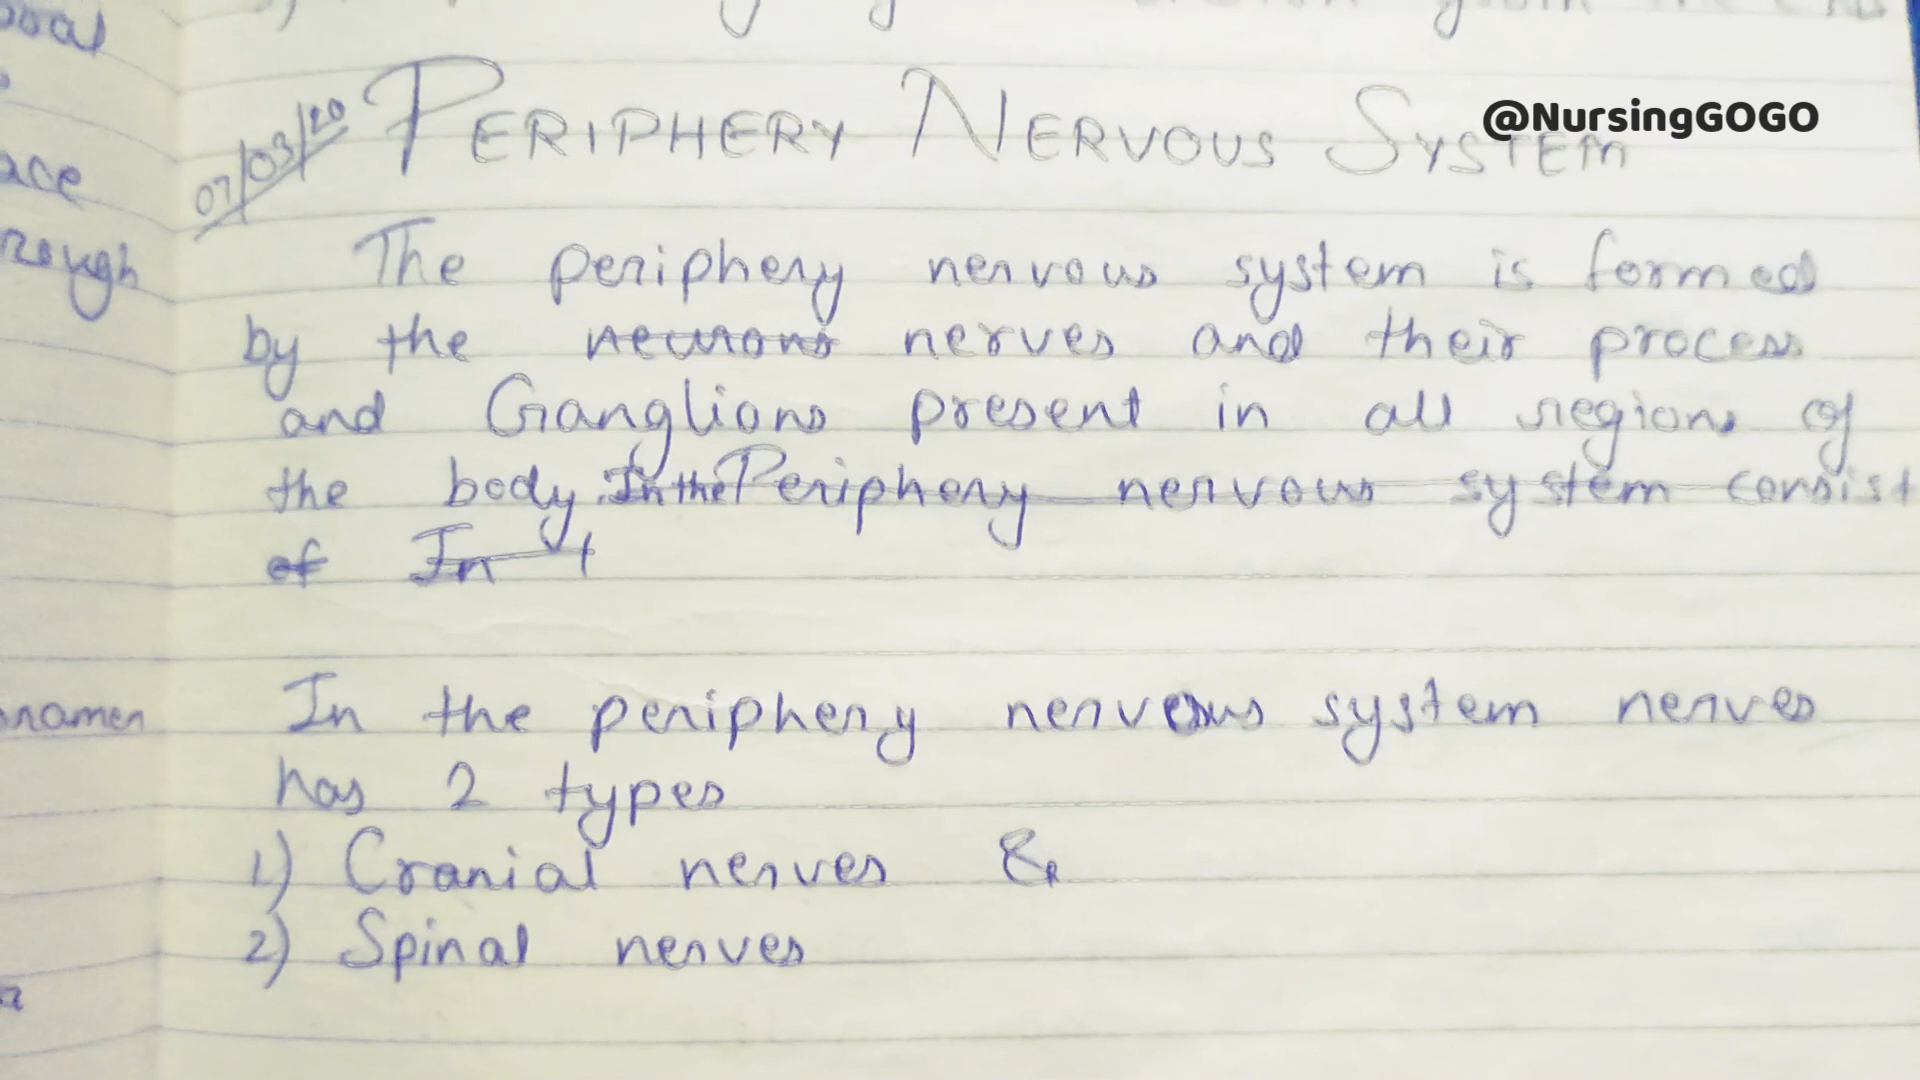 07/03/20 PERIPHERY NERVOUS SYSTEM
@NursingGOGO
The periphery nervous system is formed
by the neurons nerves and their process
and Ganglions present in all regions of
the body. In the Periphery nervous system consist
of In
In the periphery nervous system nerves
has 2 types
1) Cranial nerves &
2) Spinal nerves
ace